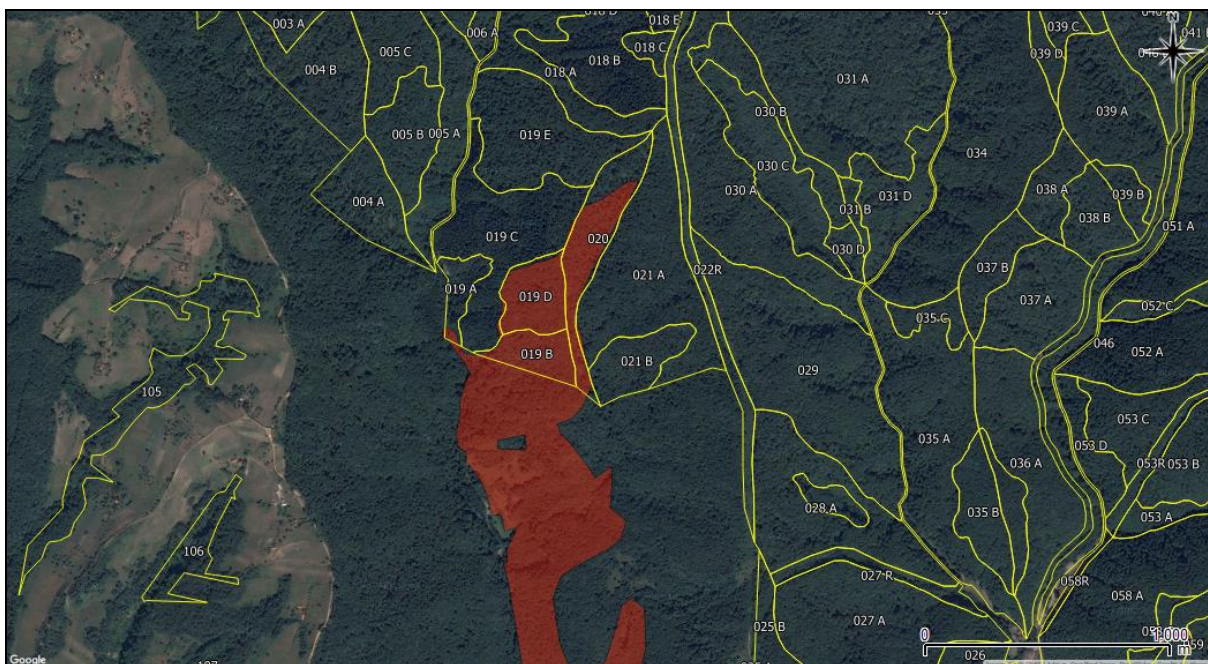 003 A
018 E
006 A
039 C
N
005 C
018 C
018 B
039 D
004 B
018 A
031 A
030 B
039 A
005 B
005 A
019 E
030 C
034
030 A
038 A
039 B
004 A
031 D
031 B
038 B
051 A
019 C
020
030 D
021 A
022R
037 B
019 A
019 D
037 A
052 C
035 C
046
052 A
019 B
021 B
029
105
053 C
035 A
053 D
036 A
053R
053 B
028 A
035 B
053 A
106
027 R
058R
058 A
027 A
025 B
0
1.000
m
026
059
Google